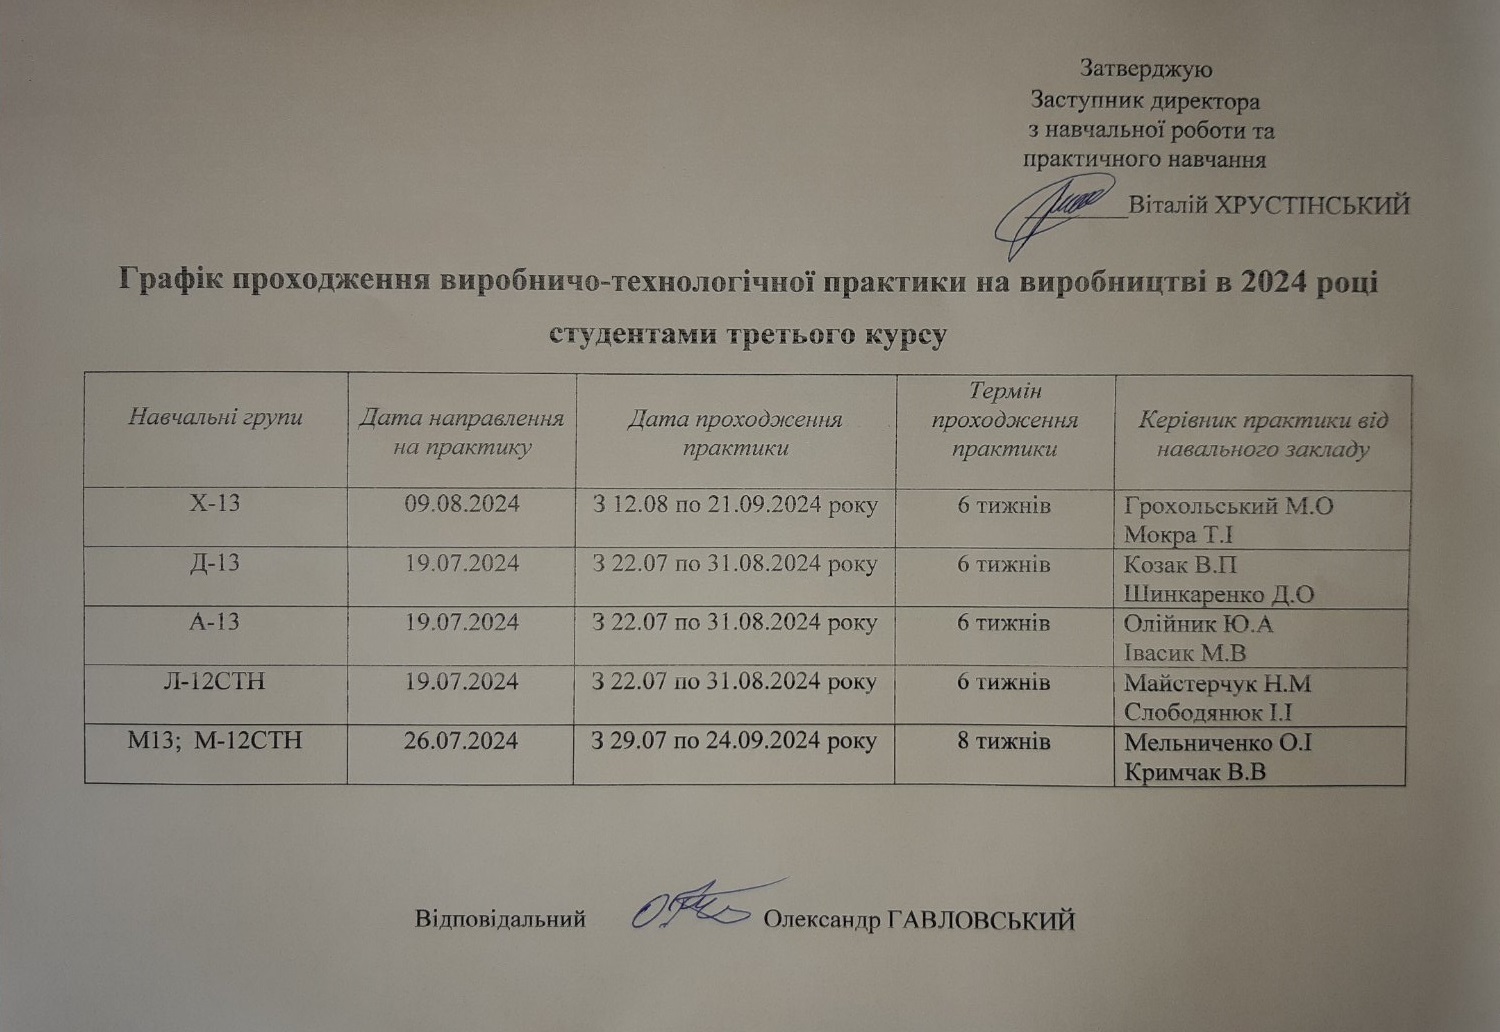 Затверджую
Заступник директора
з навчальної роботи та
практичного навчання
Віталій ХРУСТІНСЬКИЙ
Графік проходження виробничо-технологічної практики на виробництві в 2024 році
студентами третього курсу
Навчальні групи
Дата направлення
на практику
Дата проходження
практики
Термін
проходження
практики
Керівник практики від
навального закладу
Х-13
09.08.2024
З 12.08 по 21.09.2024 року
6 тижнів
Грохольський М.О
Мокра Т.І
Д-13
19.07.2024
З 22.07 по 31.08.2024 року
6 тижнів
Козак В.П
Шинкаренко Д.О
А-13
19.07.2024
З 22.07 по 31.08.2024 року
6 тижнів
Олійник Ю.А
Івасик М.В
Л-12СТН
19.07.2024
З 22.07 по 31.08.2024 року
6 тижнів
Майстерчук Н.М
Слободянюк І.І
М13;  М-12СТН
26.07.2024
З 29.07 по 24.09.2024 року
8 тижнів
Мельниченко О.І
Кримчак В.В
Відповідальний Олександр ГАВЛОВСЬКИЙ